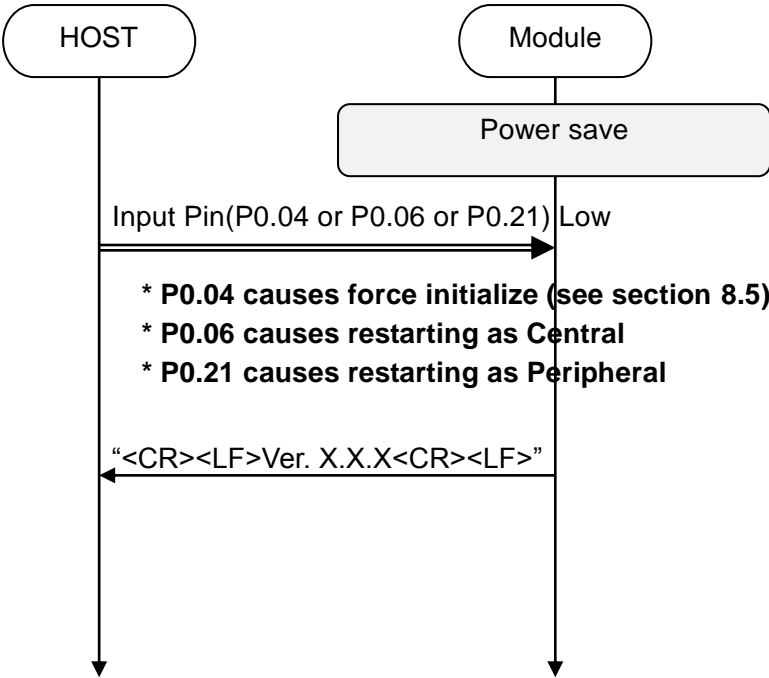 HOST
Module
Power save
Input Pin(P0.04 or P0.06 or P0.21) Low
* P0.04 causes force initialize (see section 8.5)
* P0.06 causes restarting as Central
* P0.21 causes restarting as Peripheral
“<CR><LF>Ver. X.X.X<CR><LF>”